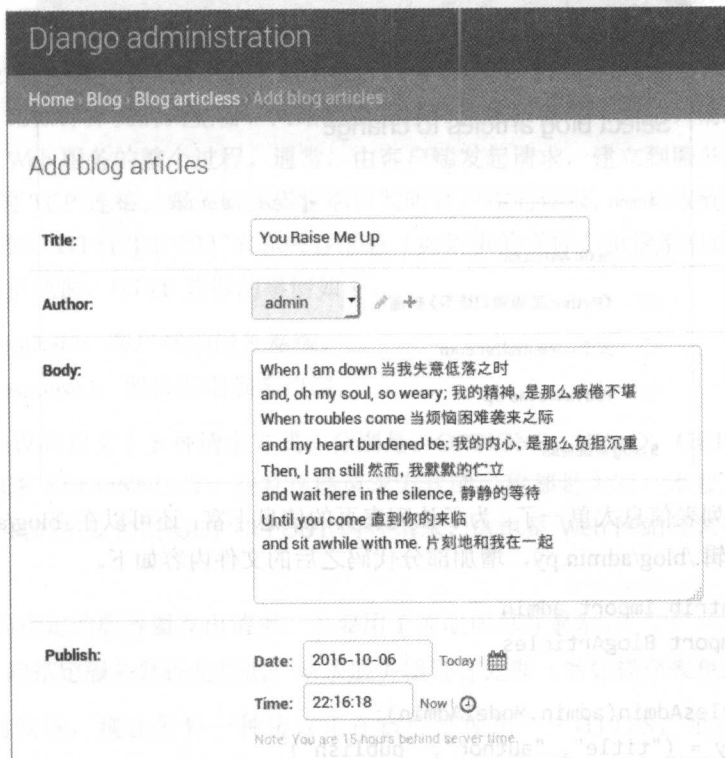 Django administration
Home › Blog › Blog articless › Add blog articles
Add blog articles
Title:
You Raise Me Up
Author:
admin
Body:
When I am down 当我失意低落之时
and, oh my soul, so weary; 我的精神, 是那么疲倦不堪
When troubles come 当烦恼困难袭来之际
and my heart burdened be; 我的内心, 是那么负担沉重
Then, I am still 然而, 我默默的伫立
and wait here in the silence, 静静的等待
Until you come 直到你的来临
and sit awhile with me. 片刻地和我在一起
Publish:
Date: 2016-10-06 Today |
Time: 22:16:18 Now |
Note: You are 15 hours behind server time.